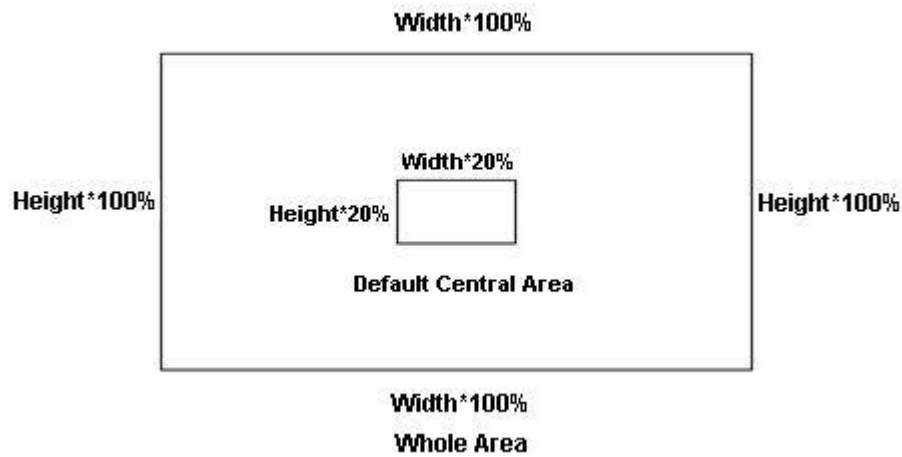 Width*100%
Width*20%
Height*100%
Height*20%
Height*100%
Default Central Area
Width*100%
Whole Area